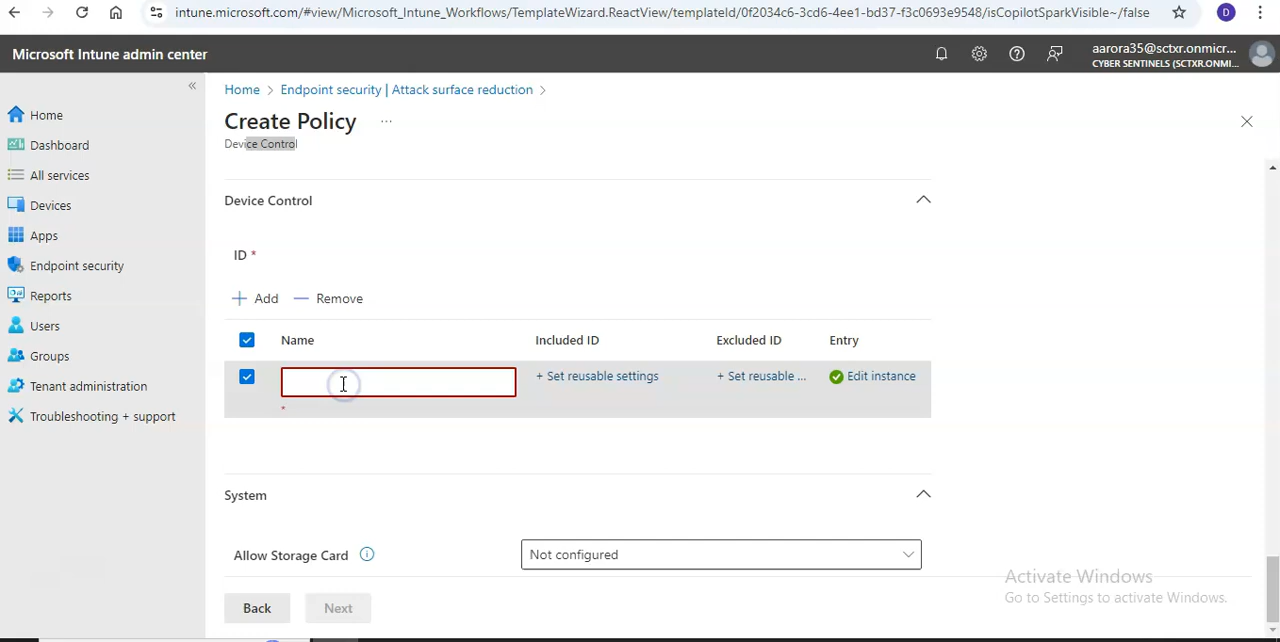 intune.microsoft.com/#view/Microsoft_Intune_Workflows/TemplateWizard.ReactView/templateId/0f2034c6-3cd6-4ee1-bd37-f3c0693e9548/isCopilotSparkVisible~/false
D
Microsoft Intune admin center
aarora35@sctxr.onmicr...
CYBER SENTINELS (SCTXR.ONMI...
Home
Dashboard
All services
Devices
Apps
Endpoint security
Reports
Users
Groups
Tenant administration
Troubleshooting + support
Home > Endpoint security | Attack surface reduction >
Create Policy ...
Device Control
Device Control
ID *
+ Add — Remove
Name Included ID Excluded ID Entry
+ Set reusable settings + Set reusable ... Edit instance
*
System
Allow Storage Card Not configured
Back Next
Activate Windows
Go to Settings to activate Windows.